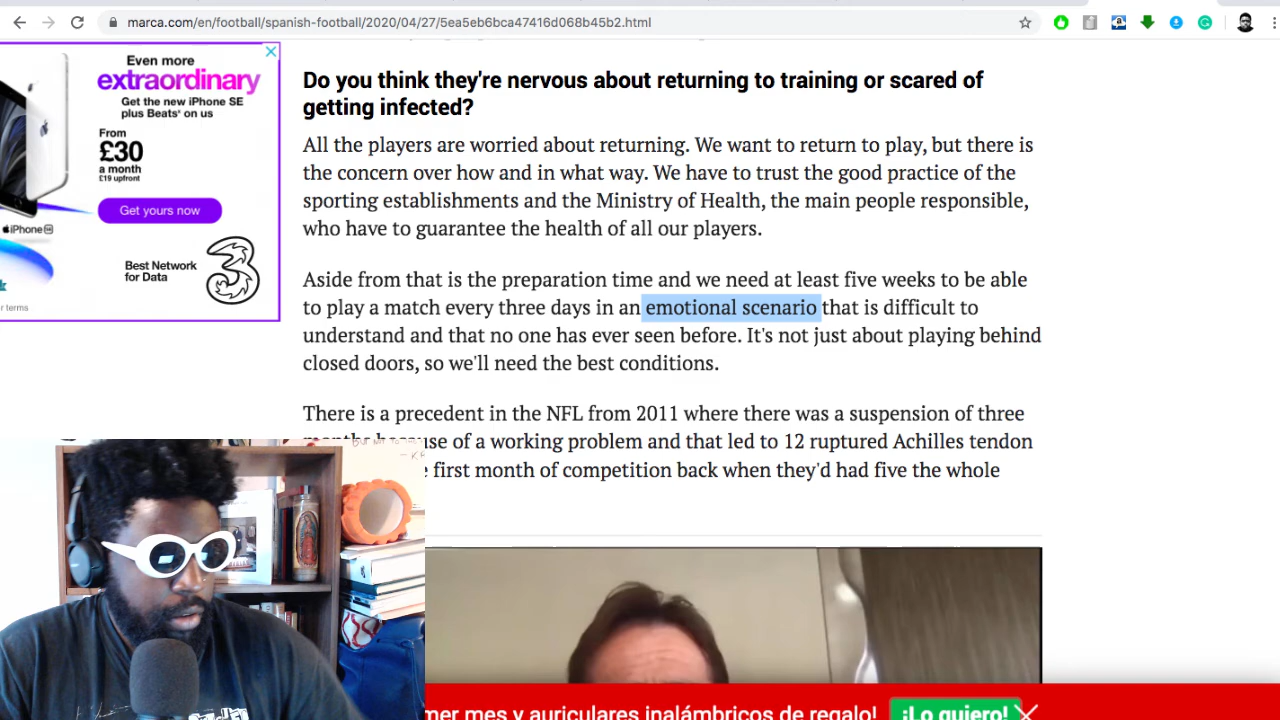 marca.com/en/football/spanish-football/2020/04/27/5ea5eb6bca47416d068b45b2.html
Even more
extraordinary
Get the new iPhone SE
plus Beats on us
From
£30
a month
£19 upfront
Get yours now
iPhone SE
Best Network
for Data
3
r terms
Do you think they're nervous about returning to training or scared of
getting infected?
All the players are worried about returning. We want to return to play, but there is
the concern over how and in what way. We have to trust the good practice of the
sporting establishments and the Ministry of Health, the main people responsible,
who have to guarantee the health of all our players.
Aside from that is the preparation time and we need at least five weeks to be able
to play a match every three days in an emotional scenario that is difficult to
understand and that no one has ever seen before. It's not just about playing behind
closed doors, so we'll need the best conditions.
There is a precedent in the NFL from 2011 where there was a suspension of three
months because of a working problem and that led to 12 ruptured Achilles tendon
first month of competition back when they'd had five the whole
mer mes y auriculares inalámbricos de regalo!
¡Lo quiero!